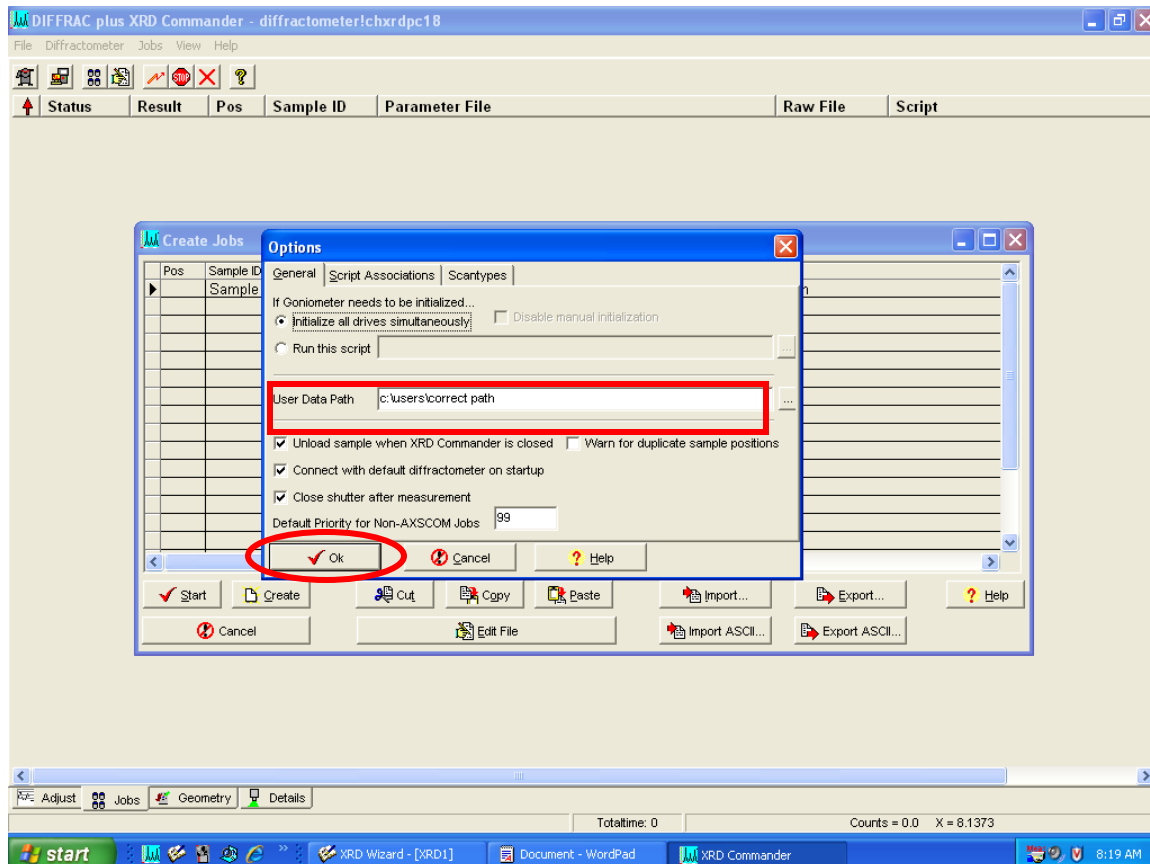 DIFFRAC plus XRD Commander - diffractometer!chxrdpc18
File Diffractometer Jobs View Help
STOP ?
Status Result Pos Sample ID Parameter File Raw File Script
Create Jobs
Options
Pos Sample ID
Sample
General Script Associations Scantypes
If Goniometer needs to be initialized...
Initialize all drives simultaneously Disable manual initialization
Run this script ...
User Data Path c:\users\correct path ...
Unload sample when XRD Commander is closed Warn for duplicate sample positions
Connect with default diffractometer on startup
Close shutter after measurement
Default Priority for Non-AXSCOM Jobs 99
Ok Cancel ? Help
Start Create Cut Copy Paste Import... Export... ? Help
Cancel Edit File Import ASCII... Export ASCII...
Adjust Jobs Geometry Details
Totaltime: 0 Counts = 0.0 X = 8.1373
start » XRD Wizard - [XRD1] Document - WordPad XRD Commander V 8:19 AM